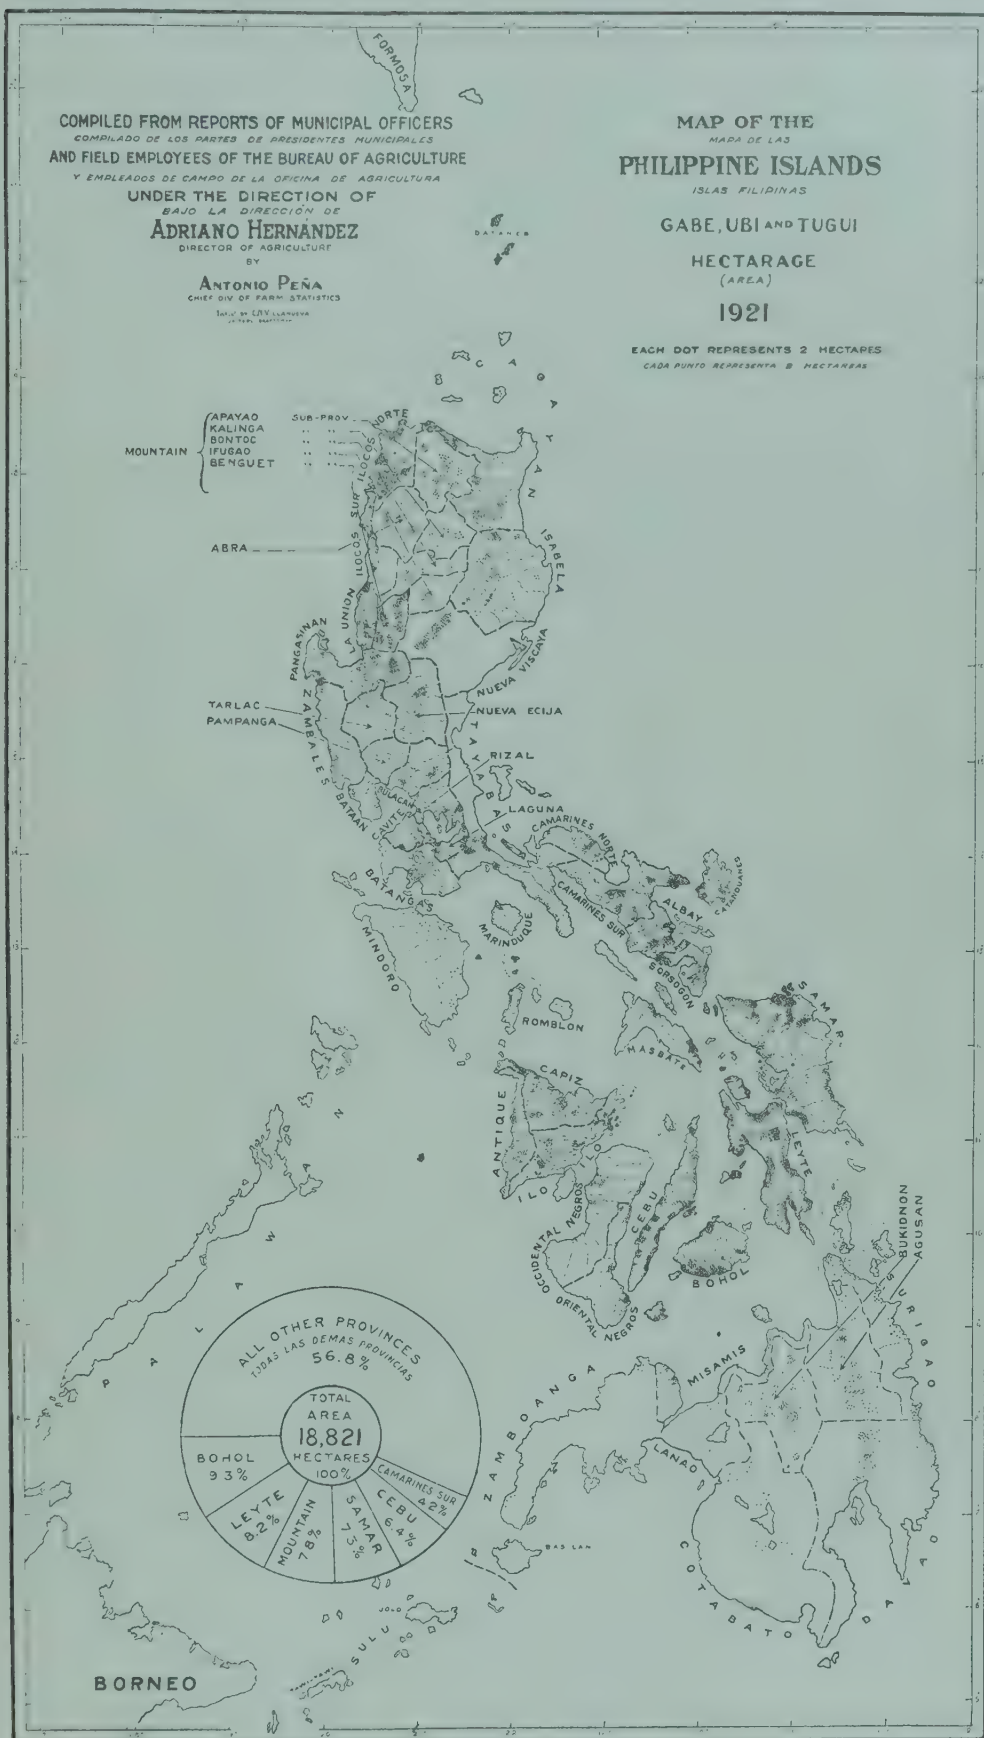 FORMOSA
COMPILED FROM REPORTS OF MUNICIPAL OFFICERS
COMPILADO DE LOS PARTES DE PRESIDENTES MUNICIPALES
AND FIELD EMPLOYEES OF THE BUREAU OF AGRICULTURE
Y EMPLEADOS DE CAMPO DE LA OFICINA DE AGRICULTURA
UNDER THE DIRECTION OF
BAJO LA DIRECCIÓN DE
ADRIANO HERNÁNDEZ
DIRECTOR OF AGRICULTURE
BY
ANTONIO PEÑA
CHIEF DIV OF FARM STATISTICS
MAP OF THE
MAPA DE LAS
PHILIPPINE ISLANDS
ISLAS FILIPINAS
GABE, UBI AND TUGUI
HECTARAGE
(AREA)
1921
EACH DOT REPRESENTS 2 HECTARES
CADA PUNTO REPRESENTA 2 HECTAREAS
BATANES
CAGAYAN
MOUNTAIN
APAYAO SUB-PROV.
KALINGA " "
BONTOC " "
IFUGAO " "
BENGUET " "
ILOCOS NORTE
ILOCOS SUR
ABRA
ISABELA
LA UNION
PANGASINAN
NUEVA VISCAYA
ZAMBALES
TARLAC
PAMPANGA
NUEVA ECIJA
TAYABAS
RIZAL
BULACAN
BATAAN
CAVITE
LAGUNA
CAMARINES NORTE
BATANGAS
CAMARINES SUR
ALBAY
CATANDUANES
MINDORO
MARINDUQUE
SORSOGON
SAMAR
ROMBLON
MASBATE
CAPIZ
ANTIQUE
ILO ILO
LEYTE
CEBU
OCCIDENTAL NEGROS
ORIENTAL NEGROS
BOHOL
BUKIDNON
AGUSAN
SURIGAO
PALAWAN
MISAMIS
ZAMBOANGA
LANAO
COTABATO
DAVAO
BASILAN
JOLO
SULU
BORNEO
ALL OTHER PROVINCES
TODAS LAS DEMAS PROVINCIAS
56.8%
TOTAL
AREA
18,821
HECTARES
100%
BOHOL
9.3%
LEYTE
8.2%
MOUNTAIN
7.8%
SAMAR
7.3%
CEBU
6.4%
CAMARINES SUR
4.2%